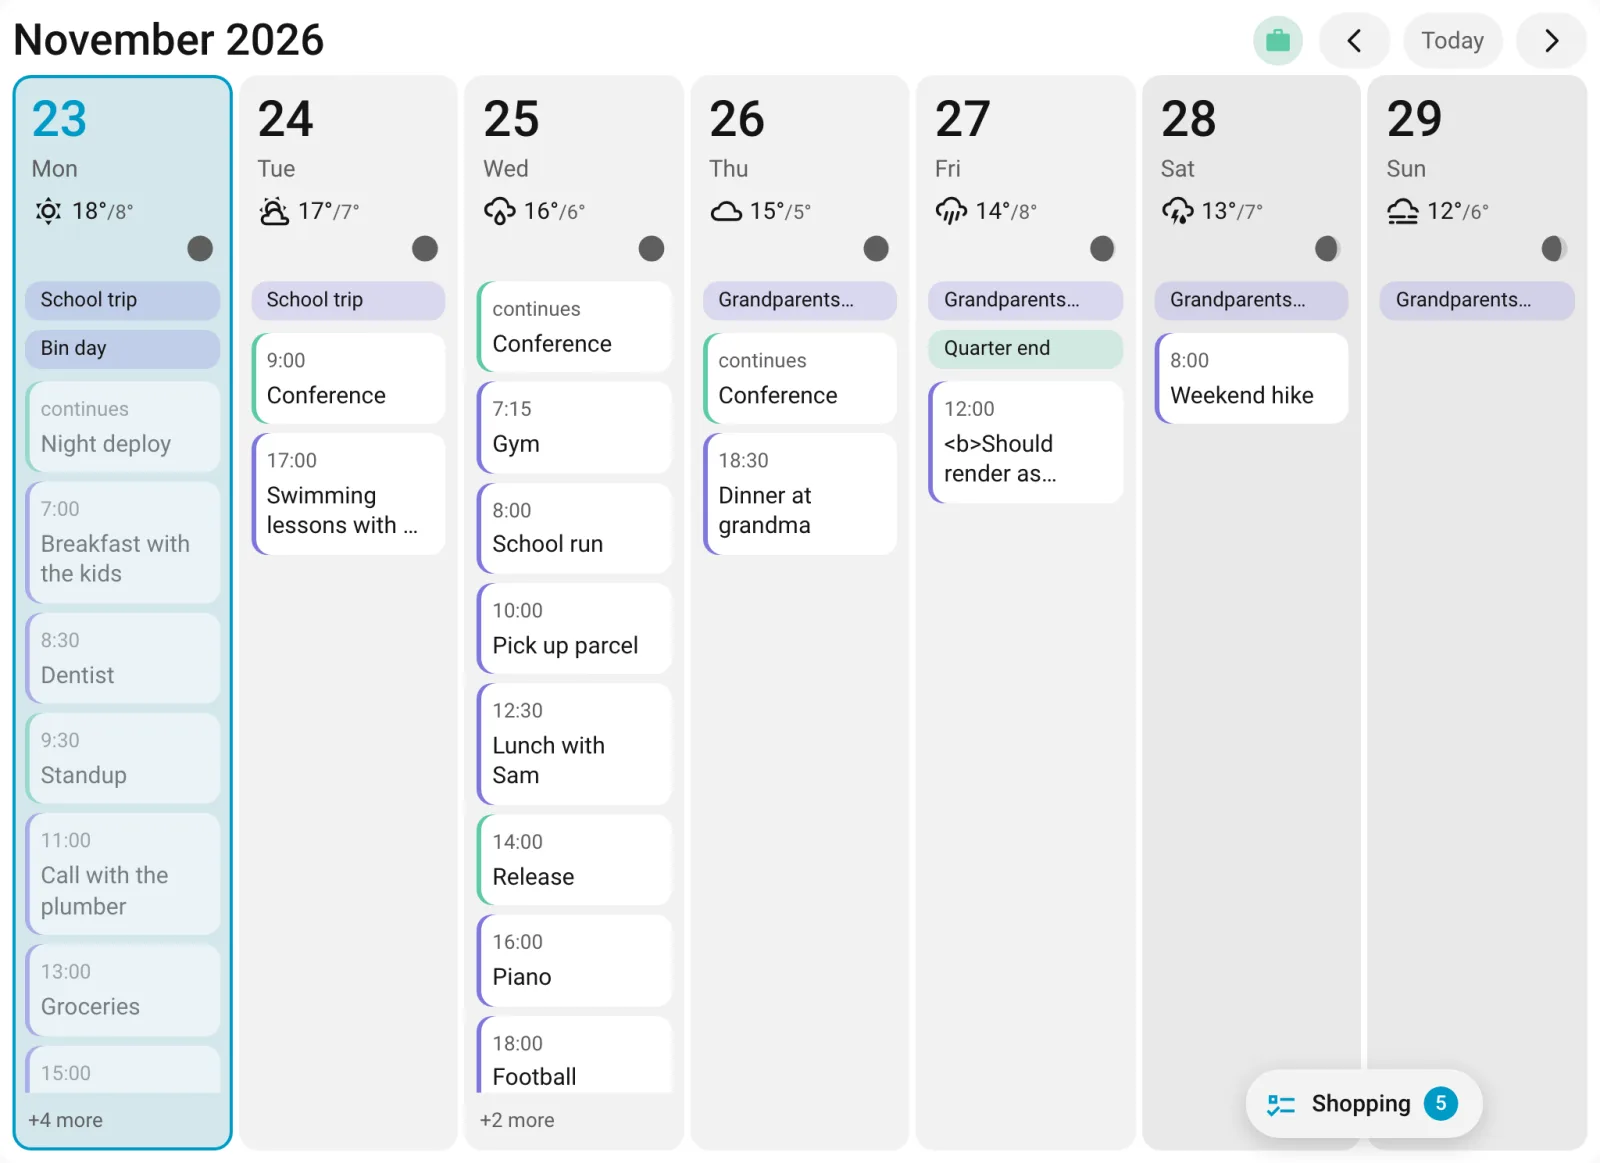 November 2026
Today
23
Mon
18°/8°
School trip
Bin day
continues
Night deploy
7:00
Breakfast with
the kids
8:30
Dentist
9:30
Standup
11:00
Call with the
plumber
13:00
Groceries
15:00
+4 more
24
Tue
17°/7°
School trip
9:00
Conference
17:00
Swimming
lessons with ...
25
Wed
16°/6°
continues
Conference
7:15
Gym
8:00
School run
10:00
Pick up parcel
12:30
Lunch with
Sam
14:00
Release
16:00
Piano
18:00
Football
+2 more
26
Thu
15°/5°
Grandparents...
continues
Conference
18:30
Dinner at
grandma
27
Fri
14°/8°
Grandparents...
Quarter end
12:00
<b>Should
render as...
28
Sat
13°/7°
Grandparents...
8:00
Weekend hike
29
Sun
12°/6°
Grandparents...
Shopping 5